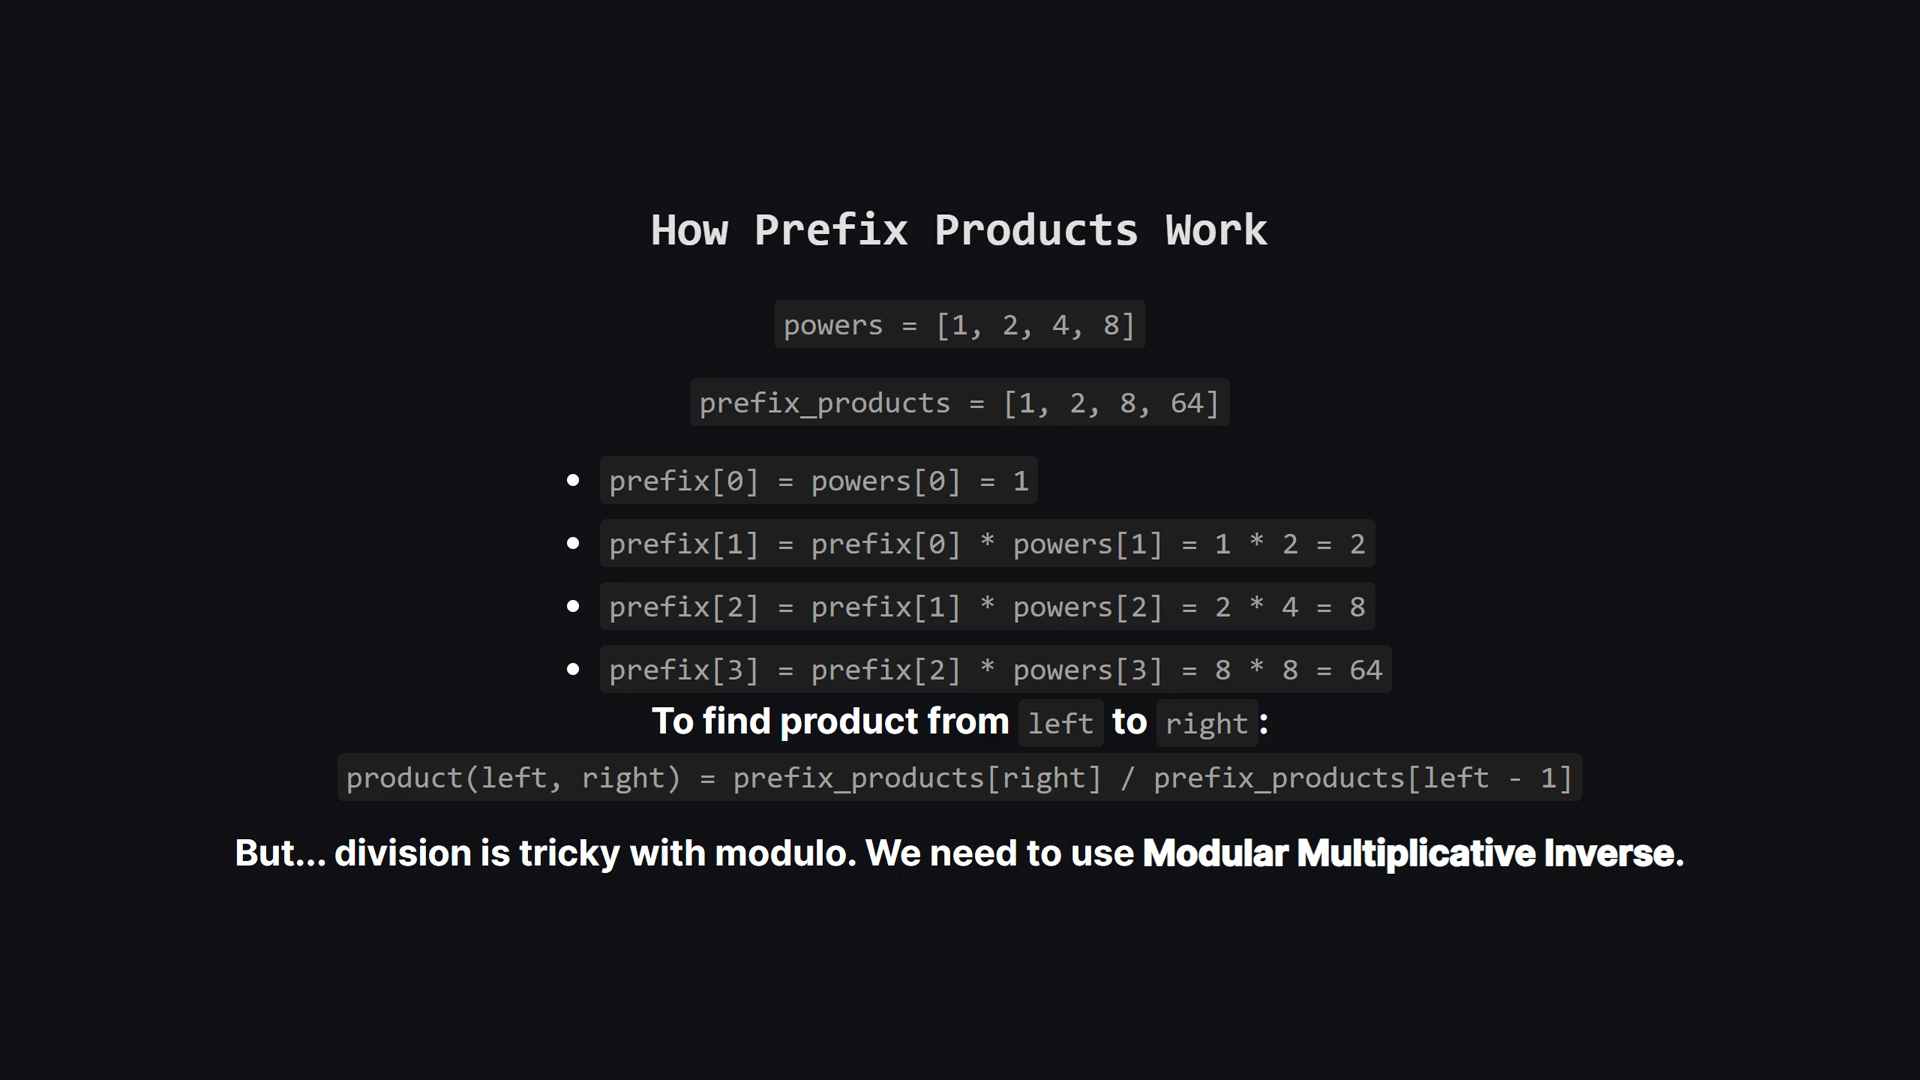 How Prefix Products Work
powers = [1, 2, 4, 8]
prefix_products = [1, 2, 8, 64]
• prefix[0] = powers[0] = 1
• prefix[1] = prefix[0] * powers[1] = 1 * 2 = 2
• prefix[2] = prefix[1] * powers[2] = 2 * 4 = 8
• prefix[3] = prefix[2] * powers[3] = 8 * 8 = 64
To find product from left to right:
product(left, right) = prefix_products[right] / prefix_products[left - 1]
But... division is tricky with modulo. We need to use Modular Multiplicative Inverse.